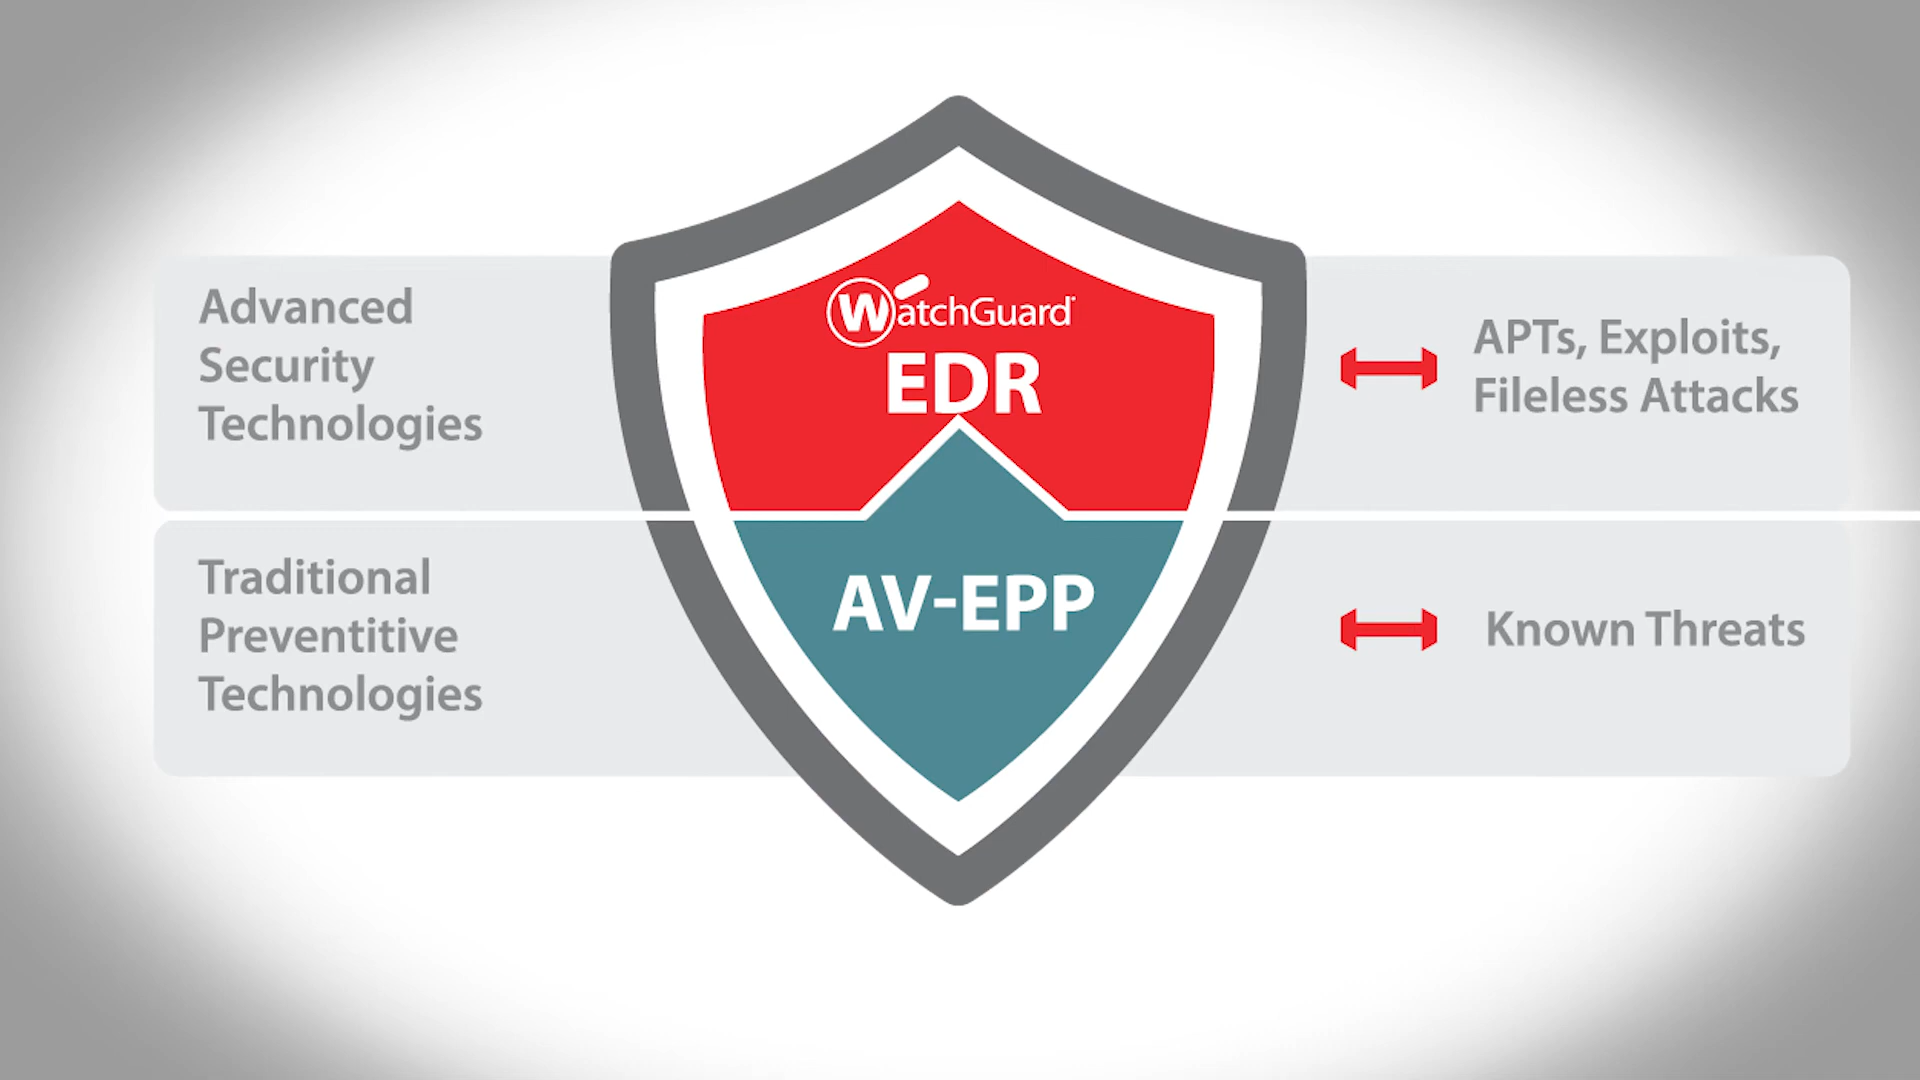 Advanced
Security
Technologies
WatchGuard
EDR
APTs, Exploits,
Fileless Attacks
Traditional
Preventitive
Technologies
AV-EPP
Known Threats